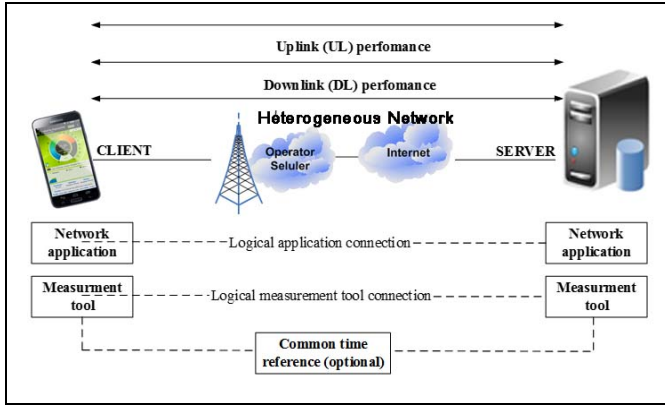 Uplink (UL) perfomance
Downlink (DL) perfomance
Heterogeneous Network
CLIENT
Operator
Seluler
Internet
SERVER
Network
application
Logical application connection
Network
application
Measurment
tool
Logical measurement tool connection
Measurment
tool
Common time
reference (optional)